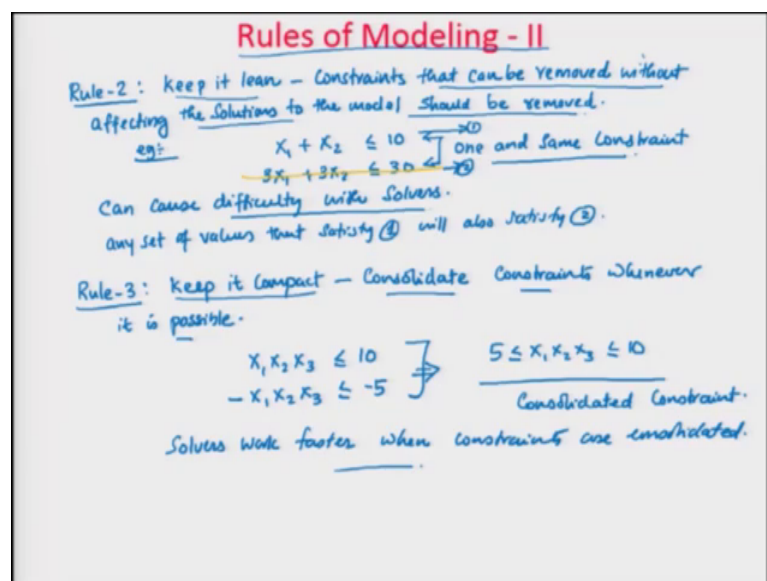 Rules of Modeling - II
Rule-2: Keep it lean – Constraints that can be removed without
affecting the solutions to the model should be removed.
eg:- x₁ + x₂ ≤ 10 ①
3x₁ + 3x₂ ≤ 30 ② one and same constraint
Can cause difficulty with solvers.
any set of values that satisfy ① will also satisfy ②.
Rule-3: Keep it Compact – Consolidate Constraints whenever
it is possible.
x₁x₂x₃ ≤ 10 5 ≤ x₁x₂x₃ ≤ 10
– x₁x₂x₃ ≤ -5 Consolidated Constraint.
Solvers work faster when constraints are consolidated.